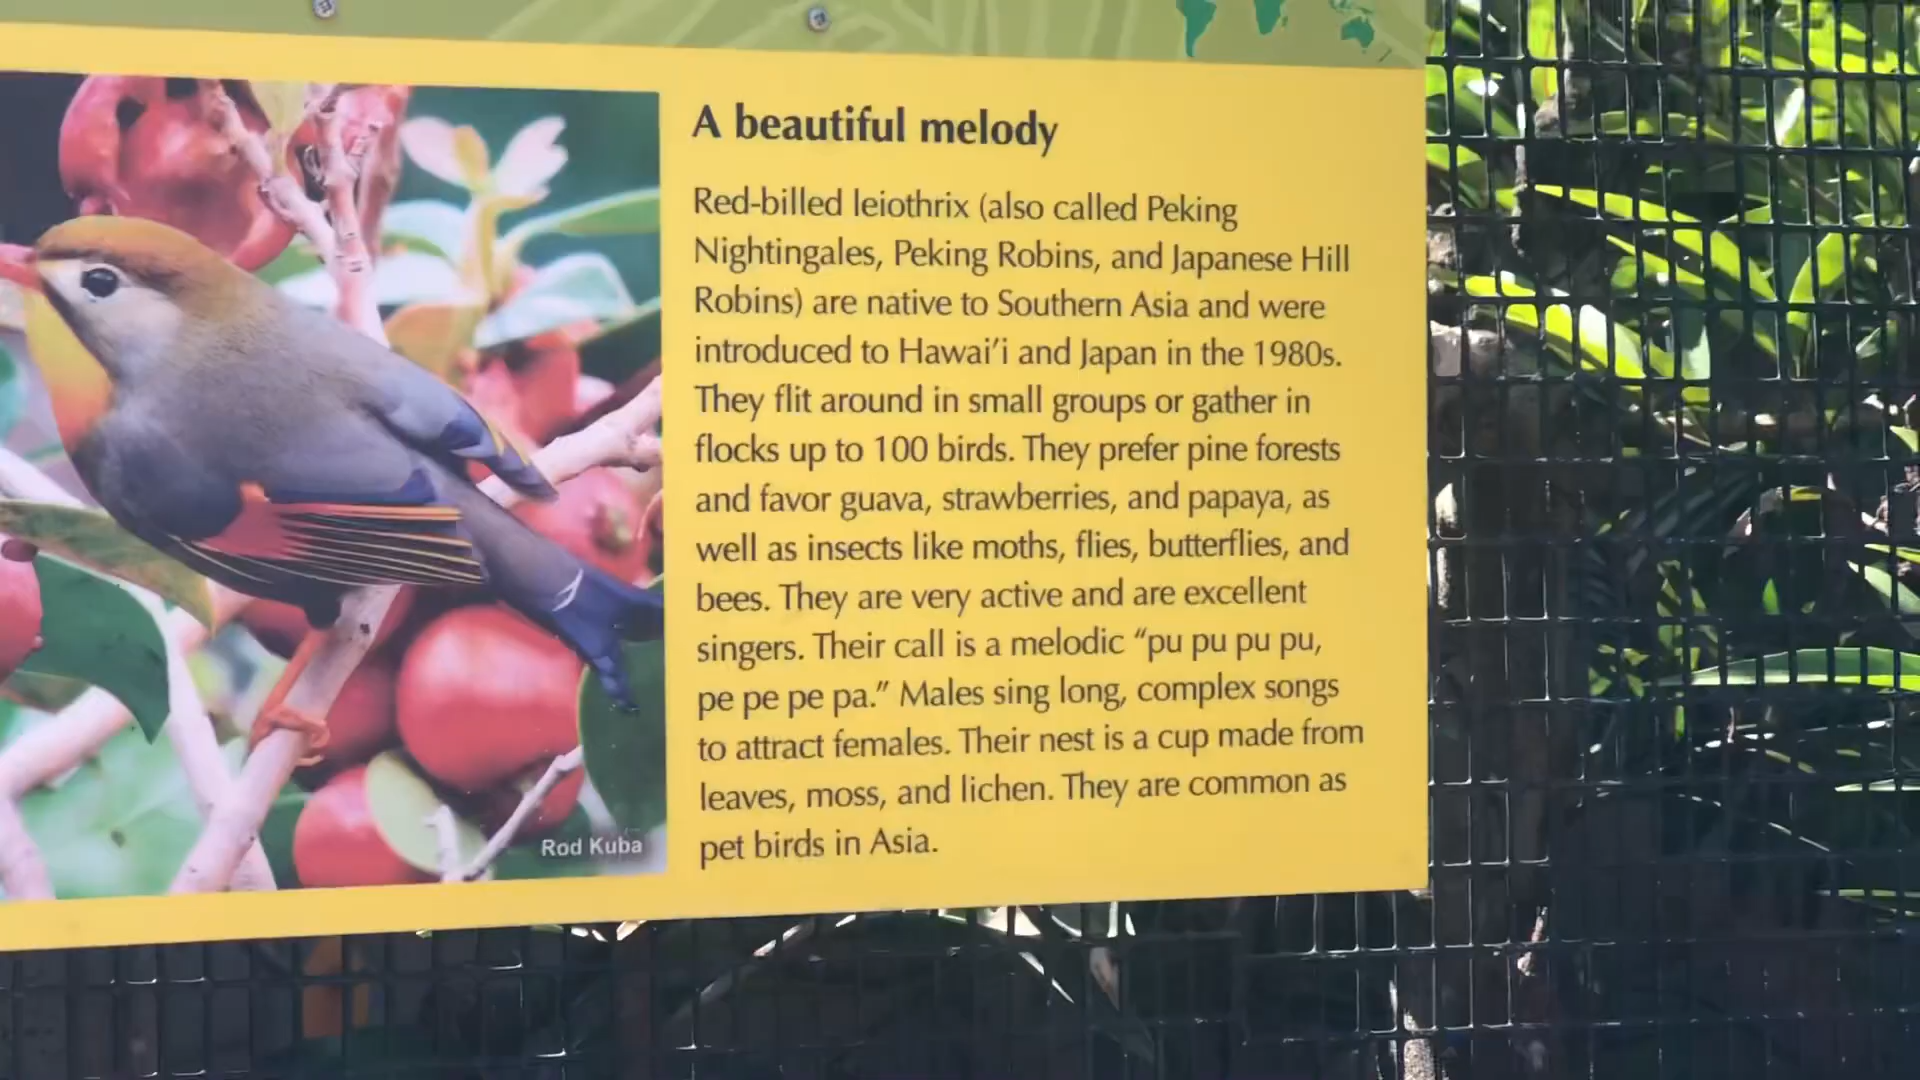 A beautiful melody
Red-billed leiothrix (also called Peking
Nightingales, Peking Robins, and Japanese Hill
Robins) are native to Southern Asia and were
introduced to Hawai‘i and Japan in the 1980s.
They flit around in small groups or gather in
flocks up to 100 birds. They prefer pine forests
and favor guava, strawberries, and papaya, as
well as insects like moths, flies, butterflies, and
bees. They are very active and are excellent
singers. Their call is a melodic “pu pu pu pu,
pe pe pe pa.” Males sing long, complex songs
to attract females. Their nest is a cup made from
leaves, moss, and lichen. They are common as
pet birds in Asia.
Rod Kuba